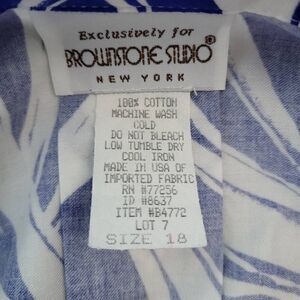 Exclusively for
BROWNSTONE STUDIO®
NEW YORK
100% COTTON
MACHINE WASH
COLD
DO NOT BLEACH
LOW TUMBLE DRY
COOL IRON
MADE IN USA OF
IMPORTED FABRIC
RN #77256
ID #8637
ITEM #B4772
LOT 7
SIZE 18